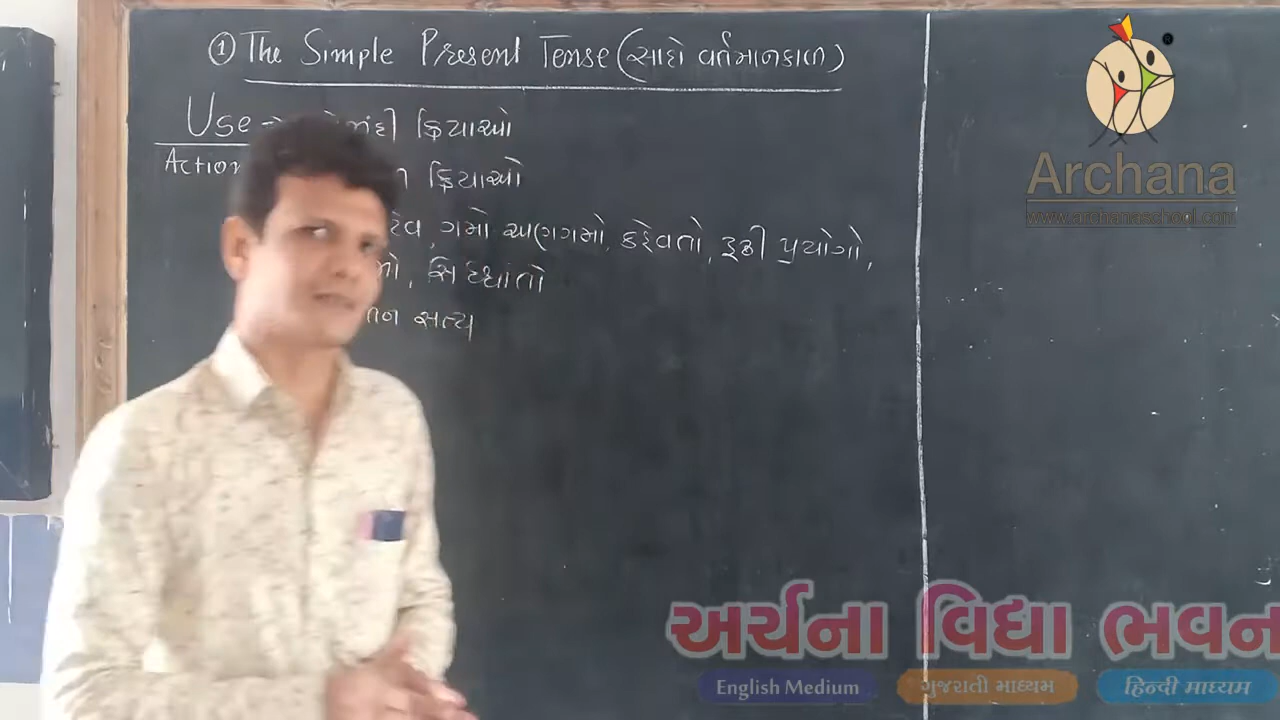 ① The Simple Present Tense (સાદો વર્તમાનકાળ)
Use
ક્રિયાઓ
Action
ક્રિયાઓ
ગમો અણગમો, કહેવતો, રૂઢી પ્રયોગો,
સિધ્ધાંતો
સત્ય
Archana
www.archanaschool.com
અર્ચના વિદ્યા ભવન
English Medium
ગુજરાતી માધ્યમ
हिन्दी माध्यम